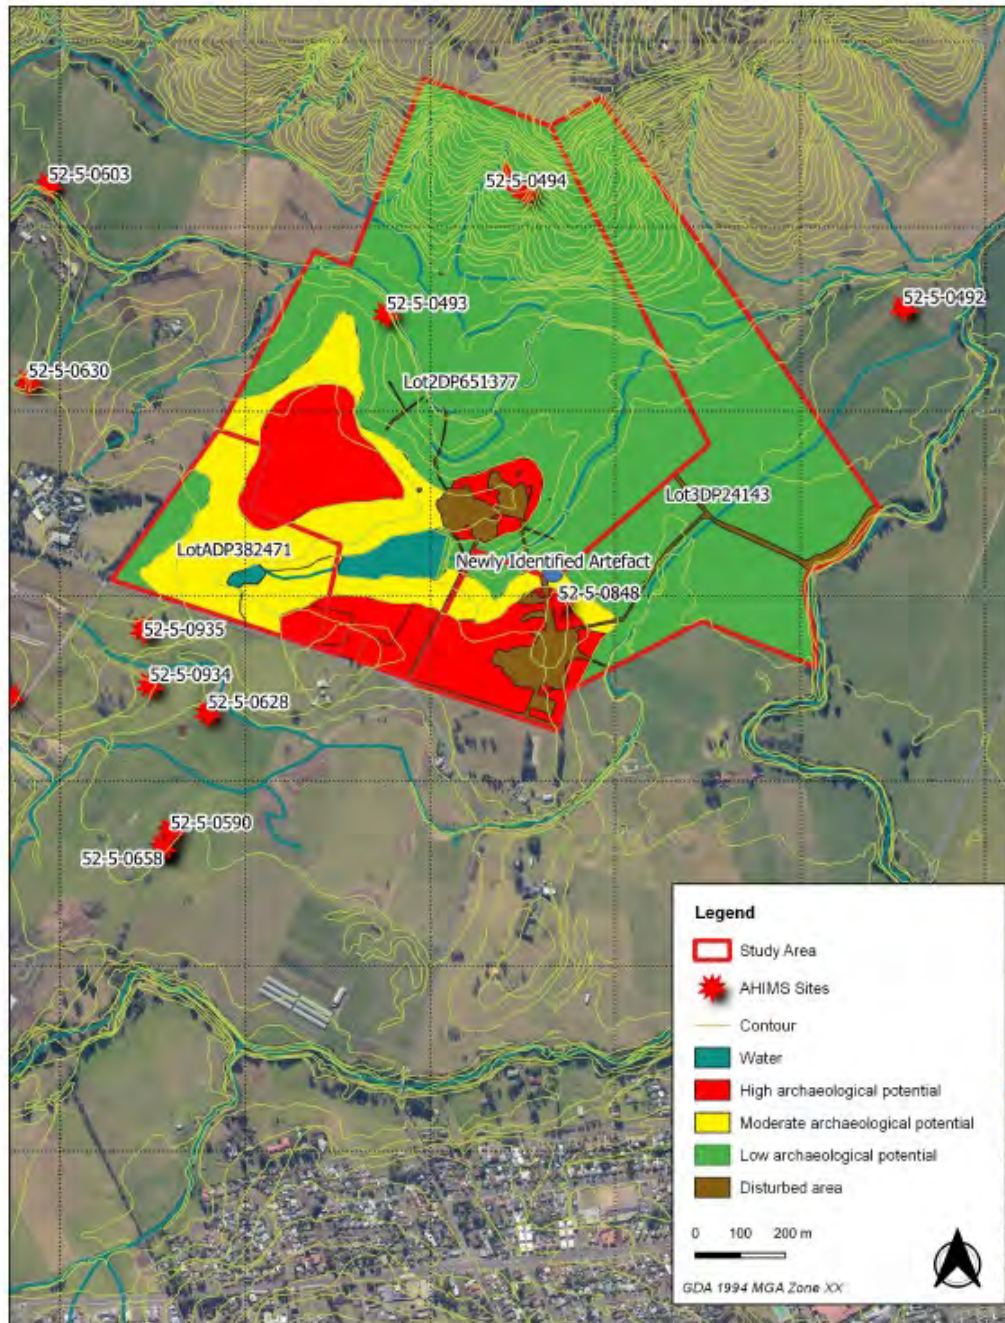 52-5-0603
52-5-0494
52-5-0492
52-5-0493
52-5-0630
Lot2DP651377
Lot3DP24143
LotADP382471
Newly Identified Artefact
52-5-0848
52-5-0935
52-5-0934
52-5-0628
52-5-0590
52-5-0658
Legend
Study Area
AHIMS Sites
Contour
Water
High archaeological potential
Moderate archaeological potential
Low archaeological potential
Disturbed area
0 100 200 m
GDA 1994 MGA Zone XX